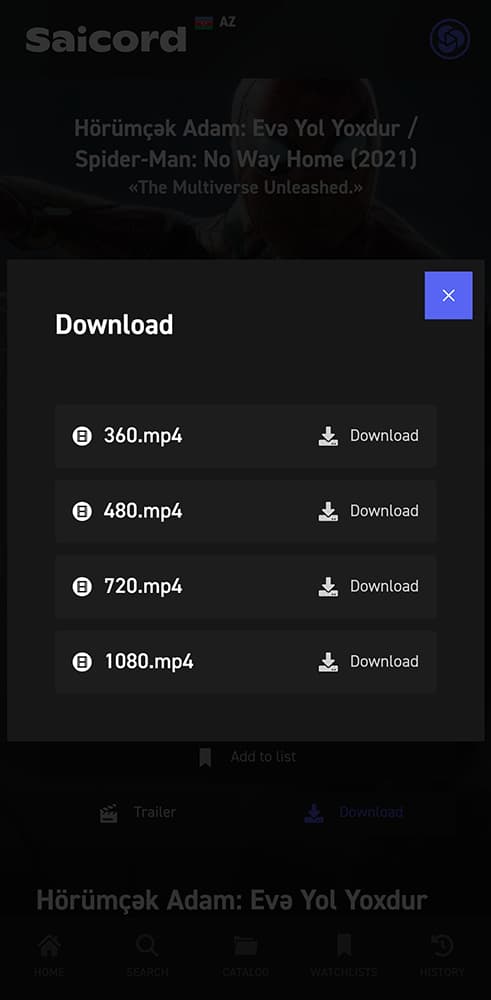 Saicord AZ
Hörümçək Adam: Evə Yol Yoxdur /
Spider-Man: No Way Home (2021)
«The Multiverse Unleashed.»
Download
360.mp4 Download
480.mp4 Download
720.mp4 Download
1080.mp4 Download
Add to list
Trailer Download
Hörümçək Adam: Evə Yol Yoxdur
HOME SEARCH CATALOG WATCHLISTS HISTORY